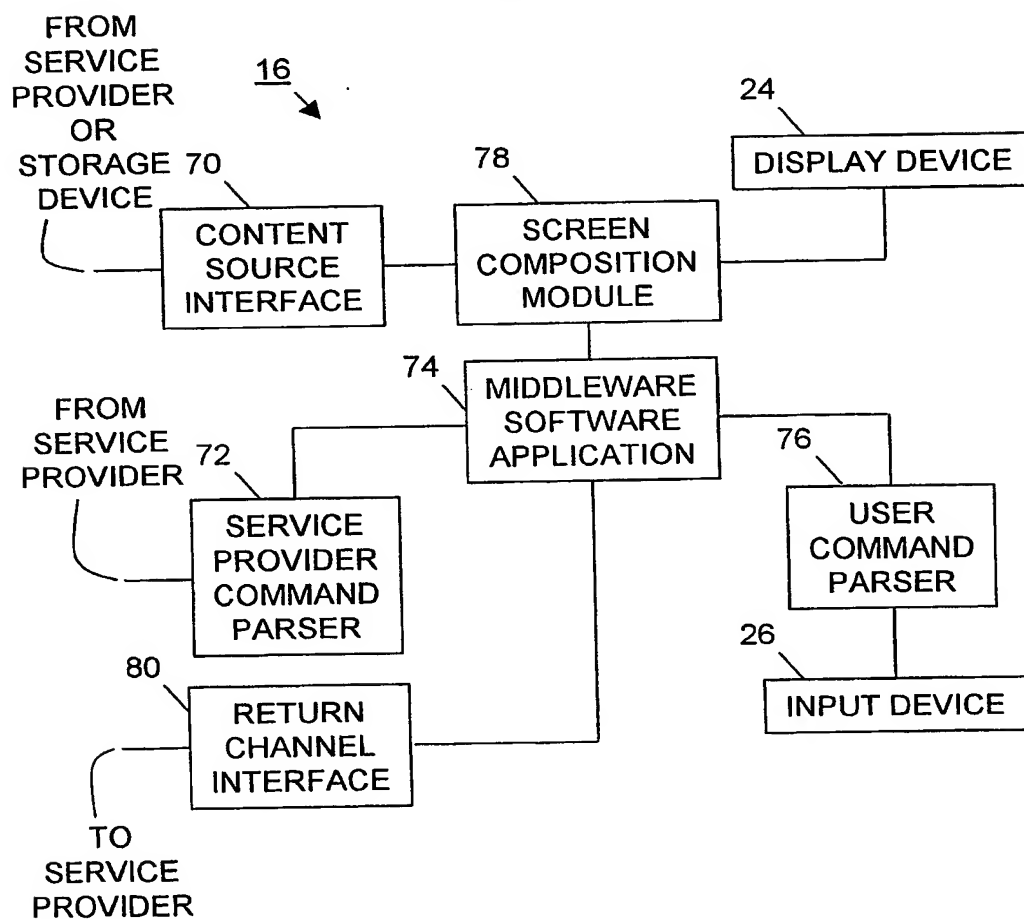 FROM
SERVICE
PROVIDER
OR
STORAGE
DEVICE
16
70
CONTENT
SOURCE
INTERFACE
78
SCREEN
COMPOSITION
MODULE
24
DISPLAY DEVICE
74
MIDDLEWARE
SOFTWARE
APPLICATION
FROM
SERVICE
PROVIDER
72
SERVICE
PROVIDER
COMMAND
PARSER
76
USER
COMMAND
PARSER
26
INPUT DEVICE
80
RETURN
CHANNEL
INTERFACE
TO
SERVICE
PROVIDER